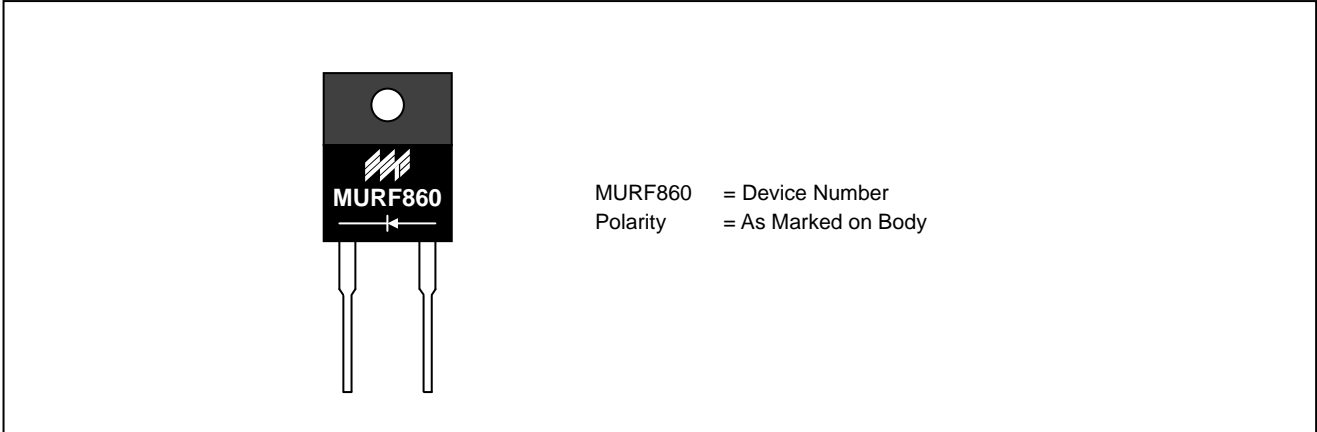 MURF860
MURF860 = Device Number
Polarity = As Marked on Body